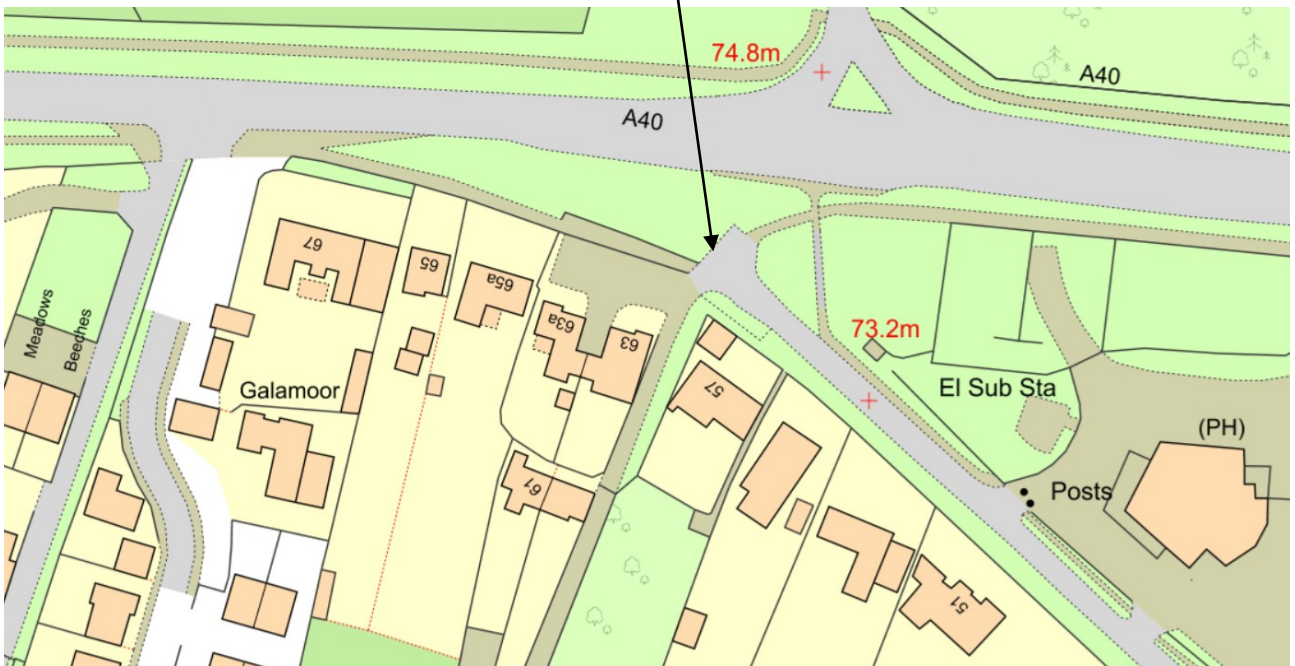 74.8m
A40
A40
67
65
65a
63a
63
57
73.2m
Meadows
Beeches
Galamoor
El Sub Sta
(PH)
61
Posts
51